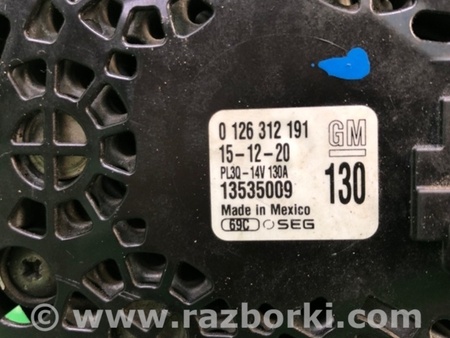 0 126 312 191 GM
15-12-20
PL3Q-14V 130A
13535009 130
Made in Mexico
69C SEG
www.razborki.com